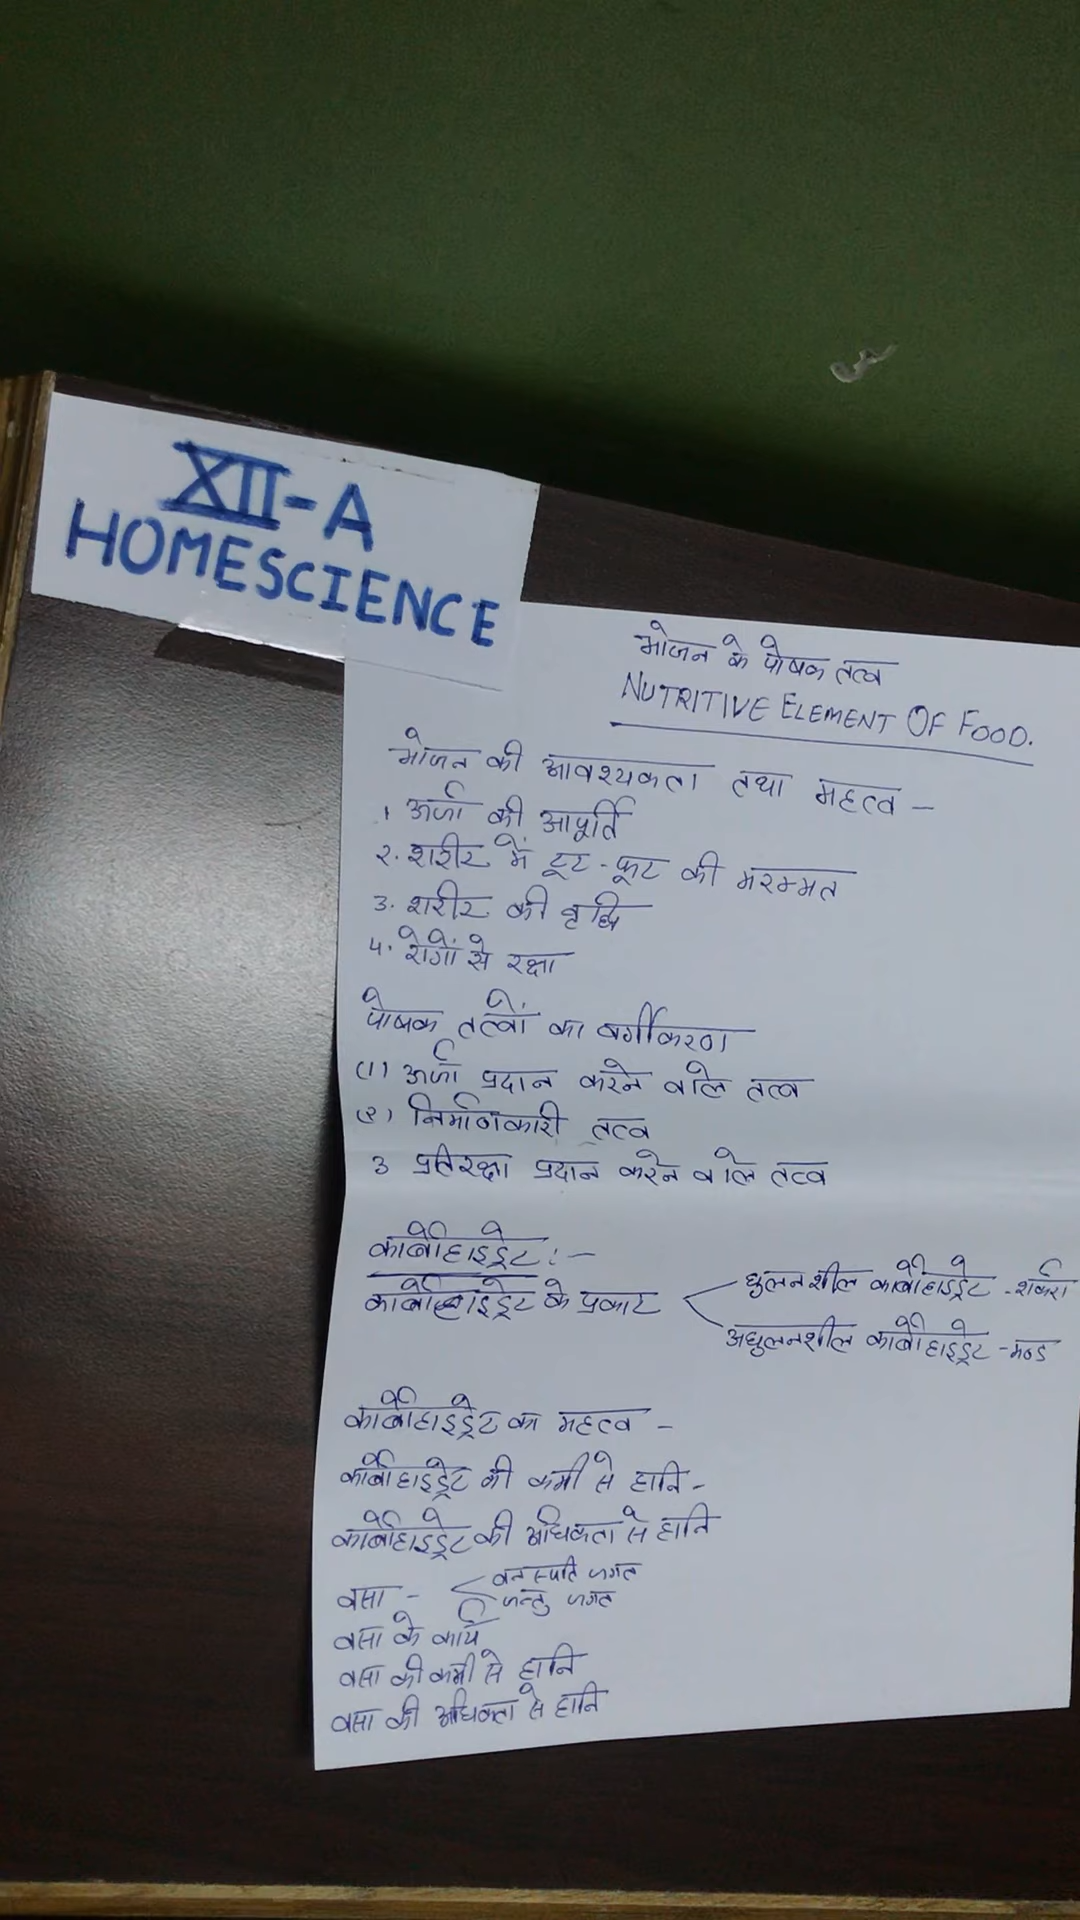 XII-A
HOMESCIENCE
भोजन के पोषक तत्व
NUTRITIVE ELEMENT OF FOOD.
भोजन की आवश्यकता तथा महत्व –
1 ऊर्जा की आपूर्ति
२. शरीर में टूट-फूट की मरम्मत
3. शरीर की वृद्धि
4. रोगों से रक्षा
पोषक तत्वों का वर्गीकरण
(1) ऊर्जा प्रदान करने वाले तत्व
(२) निर्माणकारी तत्व
3 प्रतिरक्षा प्रदान करने वाले तत्व
कार्बोहाइड्रेट :–
कार्बोहाइड्रेट के प्रकार
घुलनशील कार्बोहाइड्रेट - शर्करा
अघुलनशील कार्बोहाइड्रेट - मण्ड
कार्बोहाइड्रेट का महत्व –
कार्बोहाइड्रेट की कमी से हानि -
कार्बोहाइड्रेट की अधिकता से हानि
वसा -
वनस्पति जगत
जन्तु जगत
वसा के कार्य
वसा की कमी से हानि
वसा की अधिकता से हानि